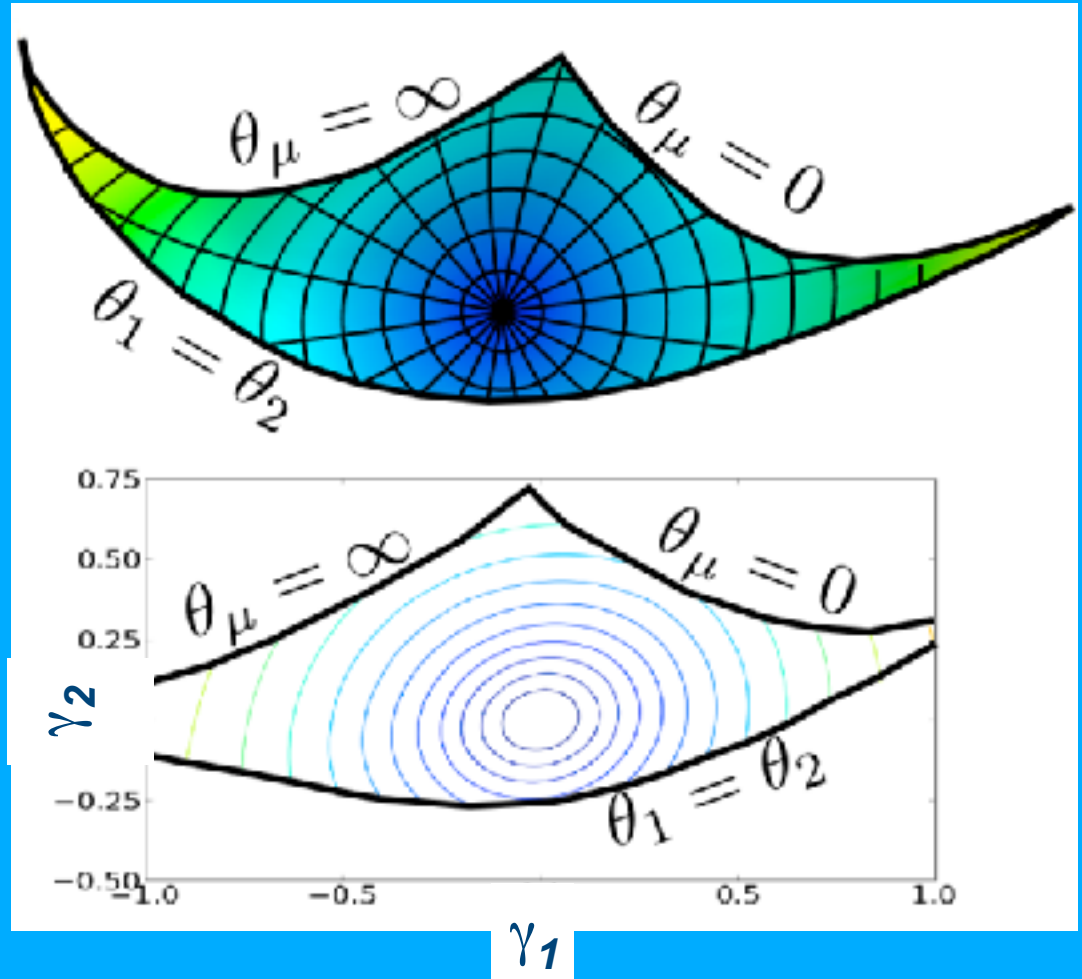 θμ = ∞
θμ = 0
θ1 = θ2
0.75
0.50
0.25
−0.25
−0.50
θμ = ∞
θμ = 0
θ1 = θ2
γ2
−1.0 −0.5 0.5 1.0
γ1